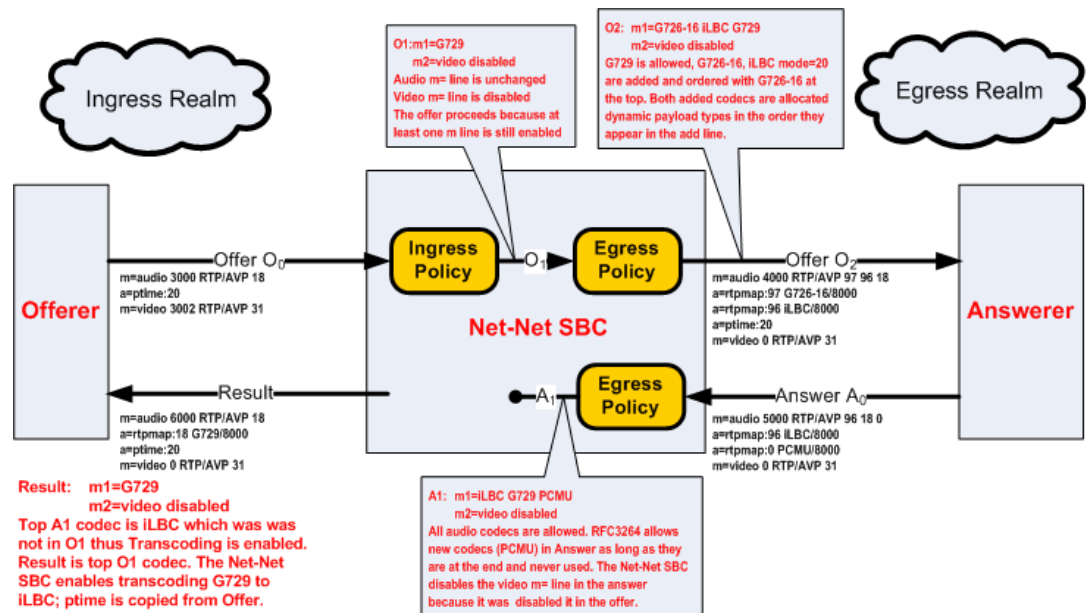 O1:m1=G729
m2=video disabled
Audio m= line is unchanged
Video m= line is disabled
The offer proceeds because at
least one m line is still enabled
O2: m1=G726-16 iLBC G729
m2=video disabled
G729 is allowed, G726-16, iLBC mode=20
are added and ordered with G726-16 at
the top. Both added codecs are allocated
dynamic payload types in the order they
appear in the add line.
Ingress Realm
Egress Realm
Offerer
Offer O0
m=audio 3000 RTP/AVP 18
a=ptime:20
m=video 3002 RTP/AVP 31
Ingress
Policy
O1
Egress
Policy
Offer O2
m=audio 4000 RTP/AVP 97 96 18
a=rtpmap:97 G726-16/8000
a=rtpmap:96 iLBC/8000
a=ptime:20
m=video 0 RTP/AVP 31
Answerer
Net-Net SBC
Result
m=audio 6000 RTP/AVP 18
a=rtpmap:18 G729/8000
a=ptime:20
m=video 0 RTP/AVP 31
A1
Egress
Policy
Answer A0
m=audio 5000 RTP/AVP 96 18 0
a=rtpmap:96 iLBC/8000
a=rtpmap:0 PCMU/8000
m=video 0 RTP/AVP 31
Result: m1=G729
m2=video disabled
Top A1 codec is iLBC which was was
not in O1 thus Transcoding is enabled.
Result is top O1 codec. The Net-Net
SBC enables transcoding G729 to
iLBC; ptime is copied from Offer.
A1: m1=iLBC G729 PCMU
m2=video disabled
All audio codecs are allowed. RFC3264 allows
new codecs (PCMU) in Answer as long as they
are at the end and never used. The Net-Net SBC
disables the video m= line in the answer
because it was disabled it in the offer.